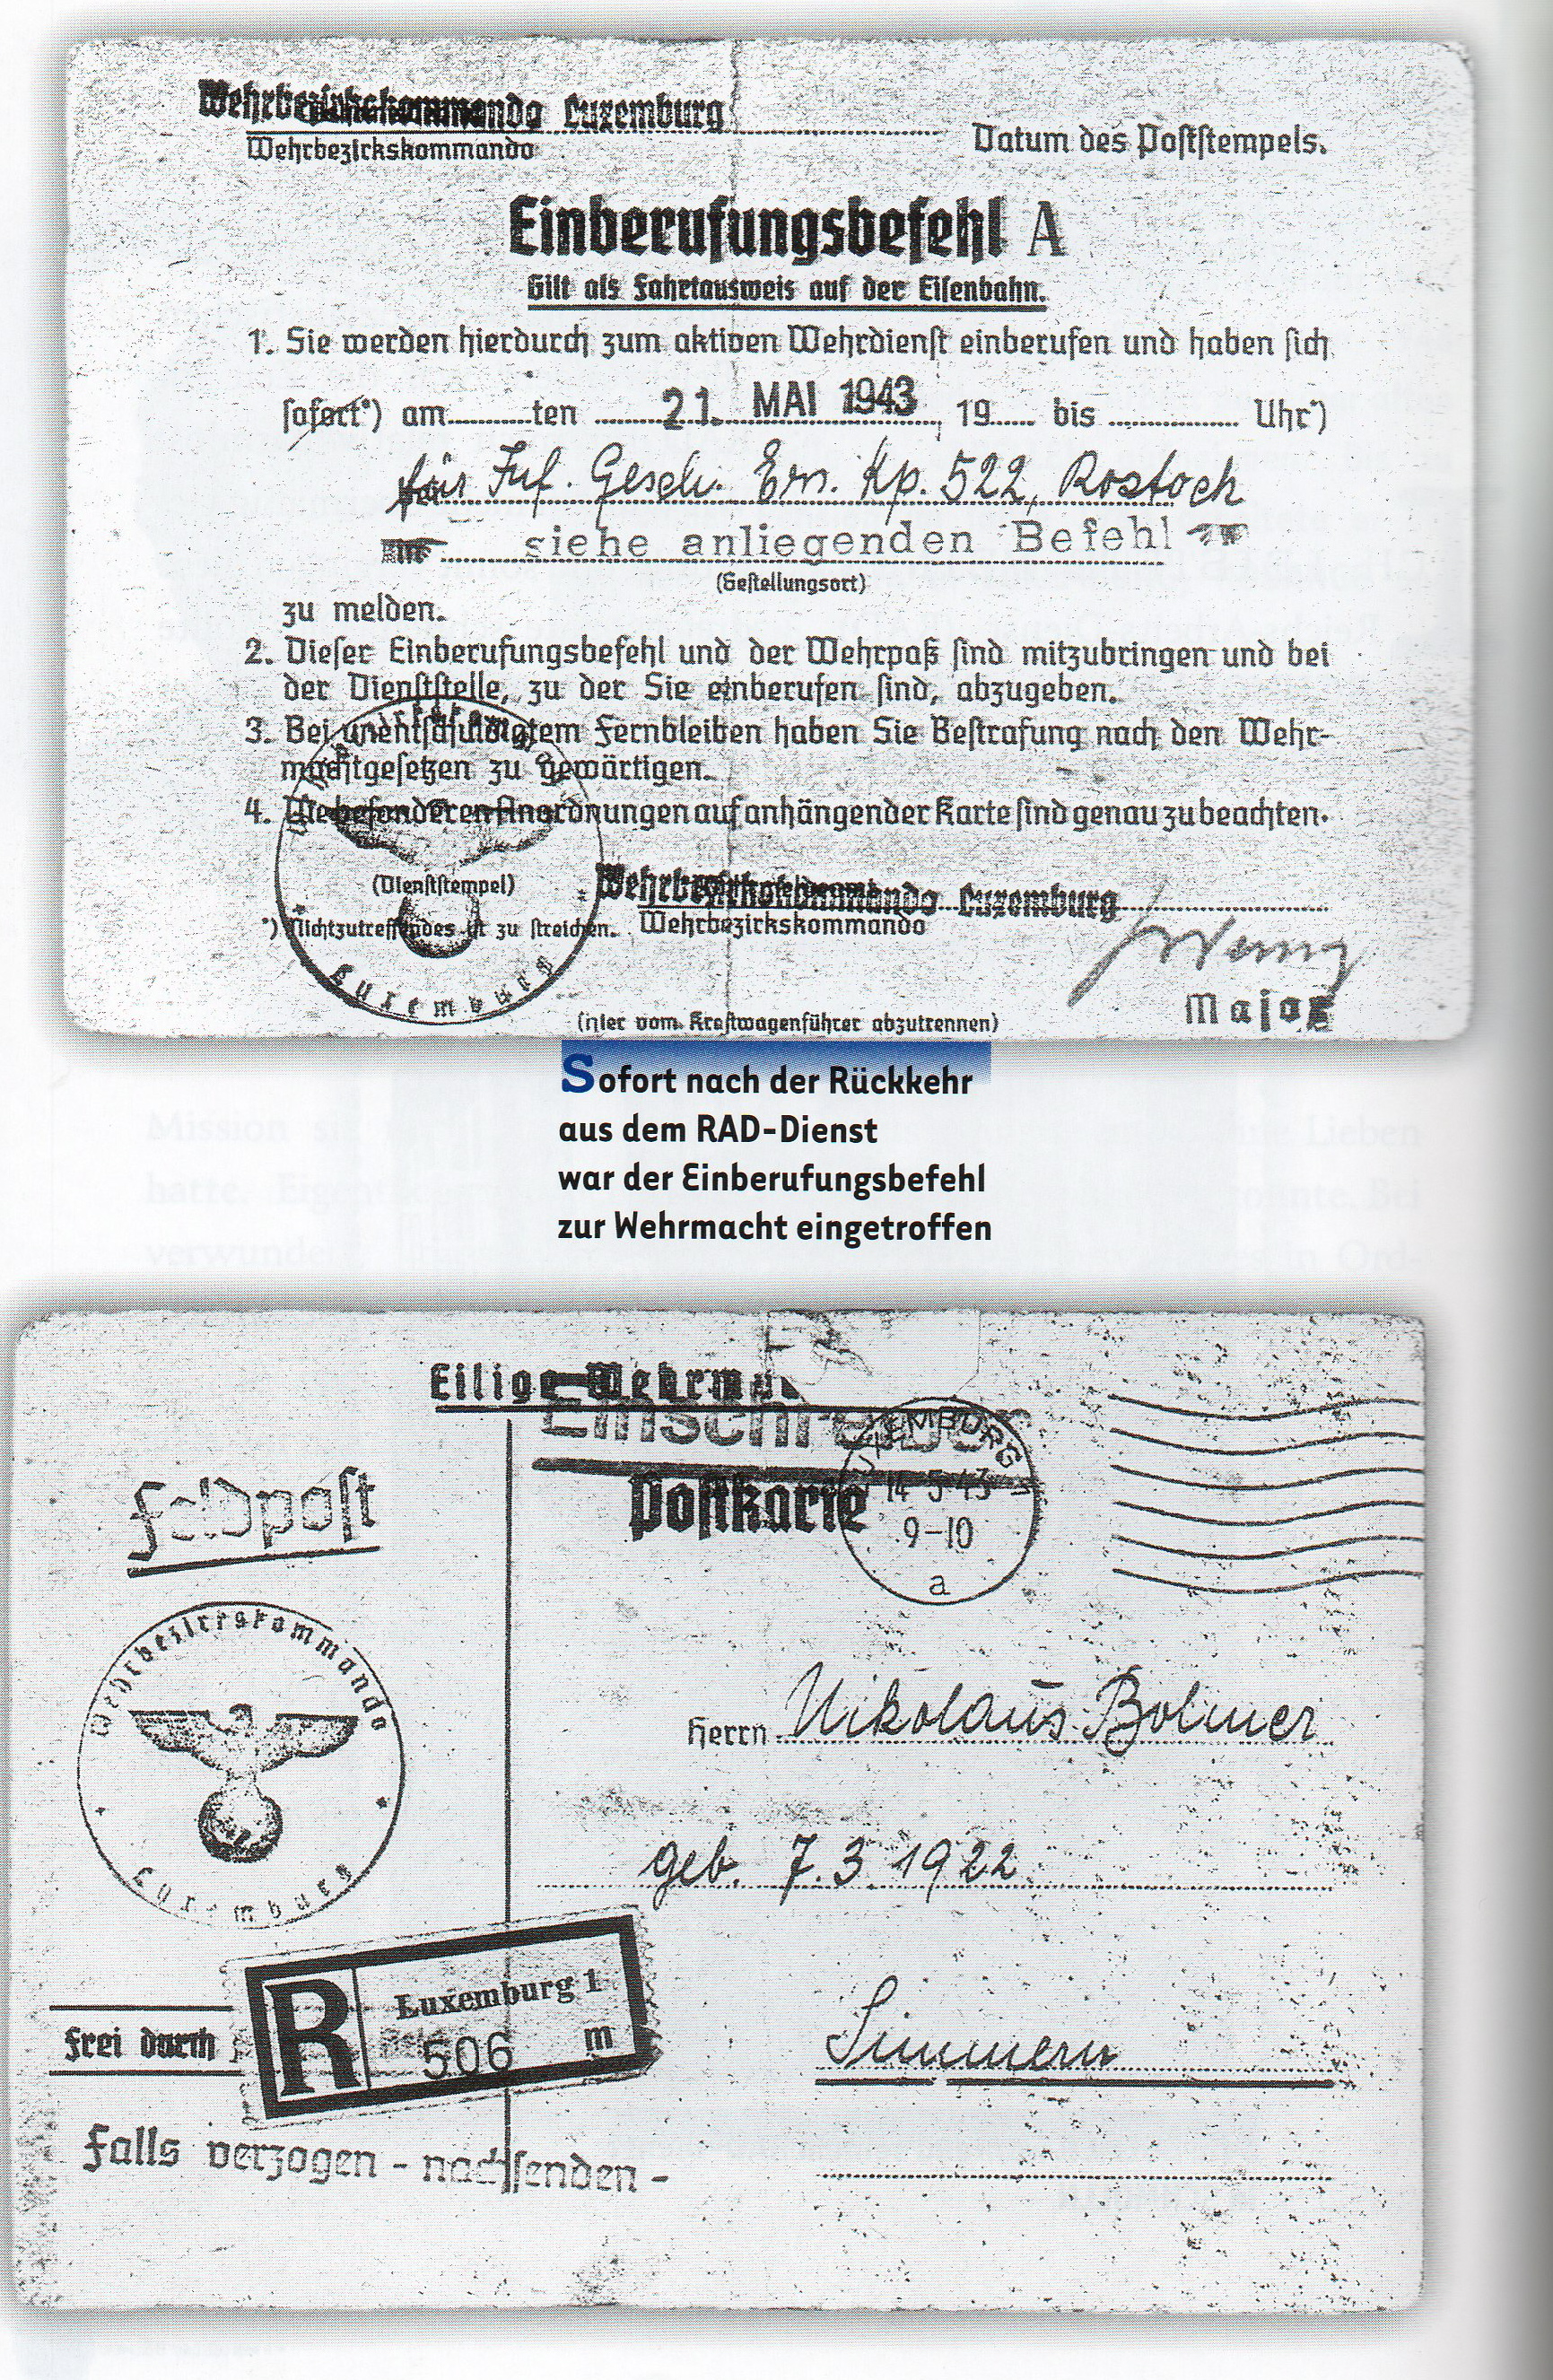 Wehrbezirkskommando Luxemburg
Wehrbezirkskommando
Datum des Poststempels.
Einberufungsbefehl A
Gilt als Fahrtausweis auf der Eisenbahn.
1. Sie werden hierdurch zum aktiven Wehrdienst einberufen und haben sich
sofort*) am ten 21. MAI 1943, 19 bis Uhr*)
für Inf. Gesch. Ers. Kp. 522, Rostock
siehe anliegenden Befehl
(Gestellungsort)
zu melden.
2. Dieser Einberufungsbefehl und der Wehrpaß sind mitzubringen und bei
der Dienststelle, zu der Sie einberufen sind, abzugeben.
3. Bei unentschuldigtem Fernbleiben haben Sie Bestrafung nach den Wehr-
machtgesetzen zu gewärtigen.
4. Die besonderen Anordnungen auf anhängender Karte sind genau zu beachten.
(Dienststempel)
Wehrbezirkskommando Luxemburg
*) Nichtzutreffendes ist zu streichen.
Wehrbezirkskommando
Luxemburg
Major
(Hier vom Kraftwagenführer abzutrennen)
Sofort nach der Rückkehr
aus dem RAD-Dienst
war der Einberufungsbefehl
zur Wehrmacht eingetroffen
Eilige
Einschreiben
Feldpost
Postkarte
LUXEMBURG 1
14-5-43
9-10
a
Wehrbezirkskommando
Luxemburg
Herrn Nikolaus Bolmer
geb. 7.3.1922
R Luxemburg 1
506 m
Frei durch
Simmern
Falls verzogen - nachsenden -